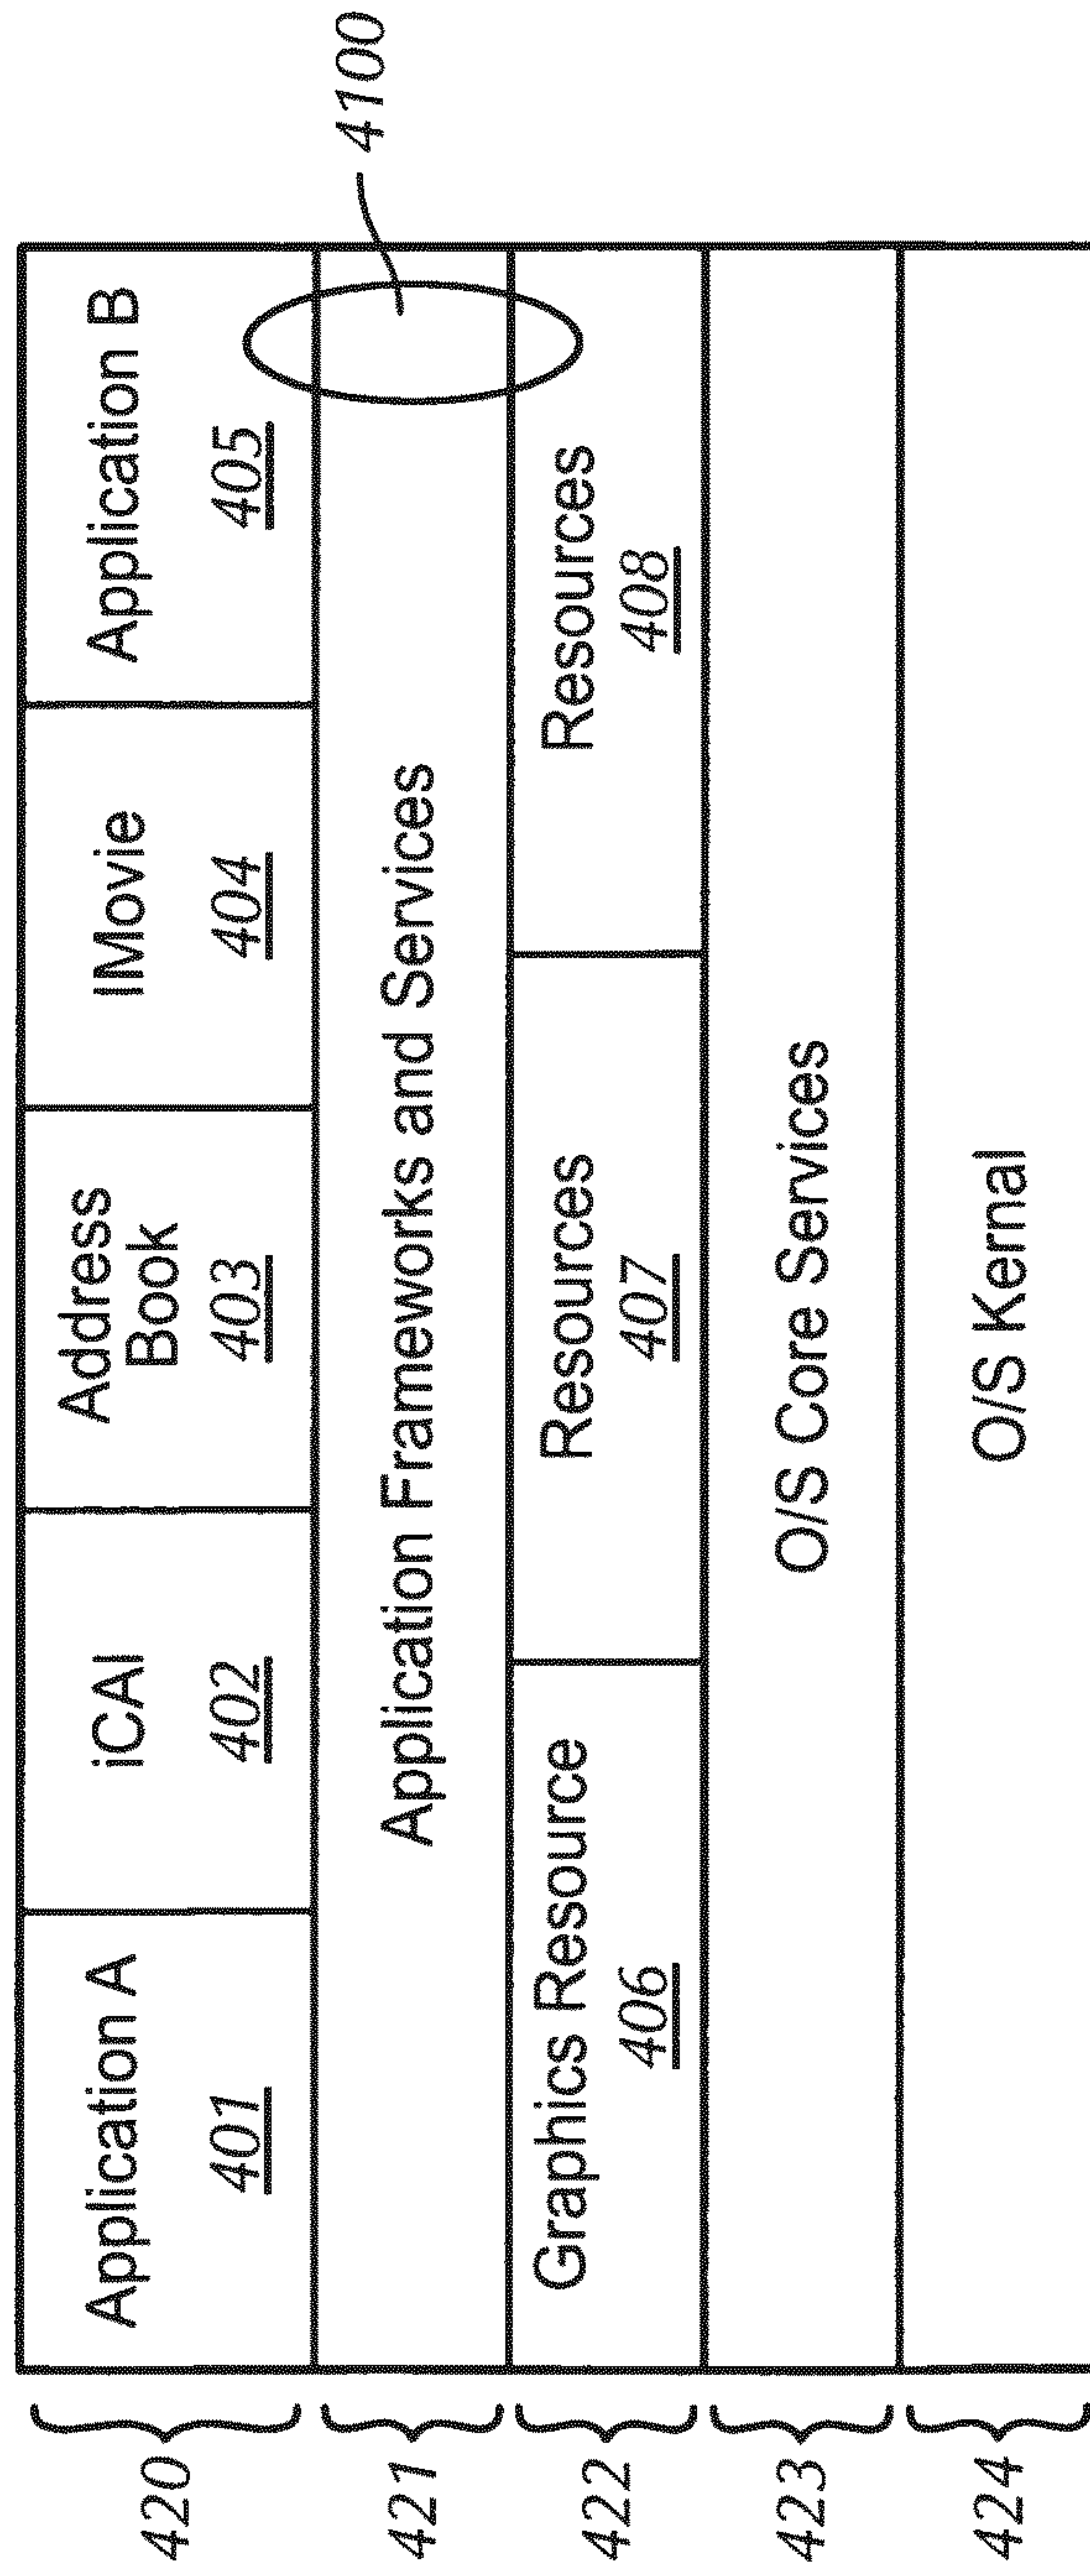 4100
420
Application A
401
iCAl
402
Address
Book
403
IMovie
404
Application B
405
421
Application Frameworks and Services
422
Graphics Resource
406
Resources
407
Resources
408
423
O/S Core Services
424
O/S Kernal